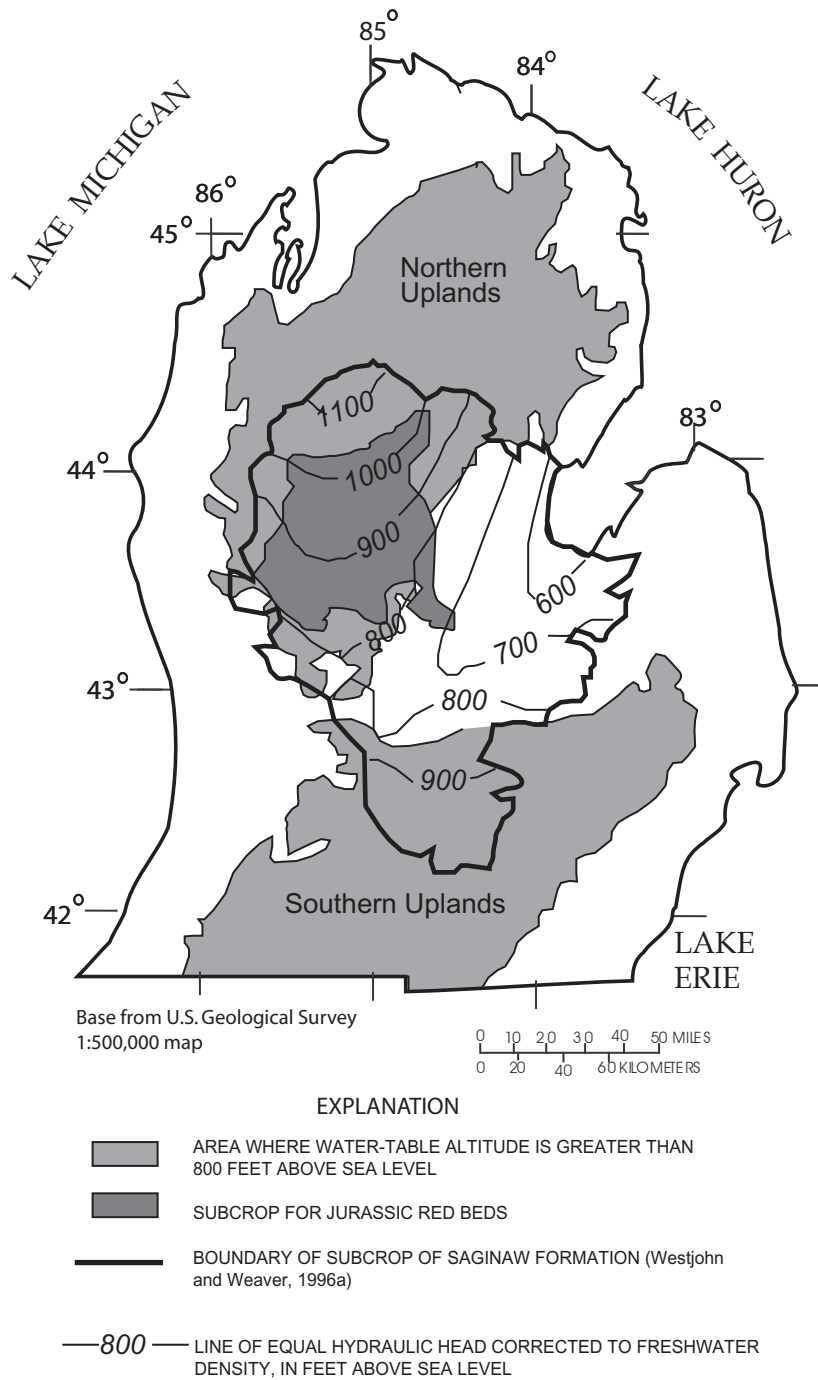 85°
84°
LAKE MICHIGAN
LAKE HURON
86°
45°
Northern
Uplands
1100
83°
44°
1000
900
600
800
700
43°
800
900
Southern Uplands
42°
LAKE
ERIE
Base from U.S. Geological Survey
1:500,000 map
0 10 20 30 40 50 MILES
0 20 40 60 KILOMETERS
EXPLANATION
AREA WHERE WATER-TABLE ALTITUDE IS GREATER THAN
800 FEET ABOVE SEA LEVEL
SUBCROP FOR JURASSIC RED BEDS
BOUNDARY OF SUBCROP OF SAGINAW FORMATION (Westjohn
and Weaver, 1996a)
800 LINE OF EQUAL HYDRAULIC HEAD CORRECTED TO FRESHWATER
DENSITY, IN FEET ABOVE SEA LEVEL